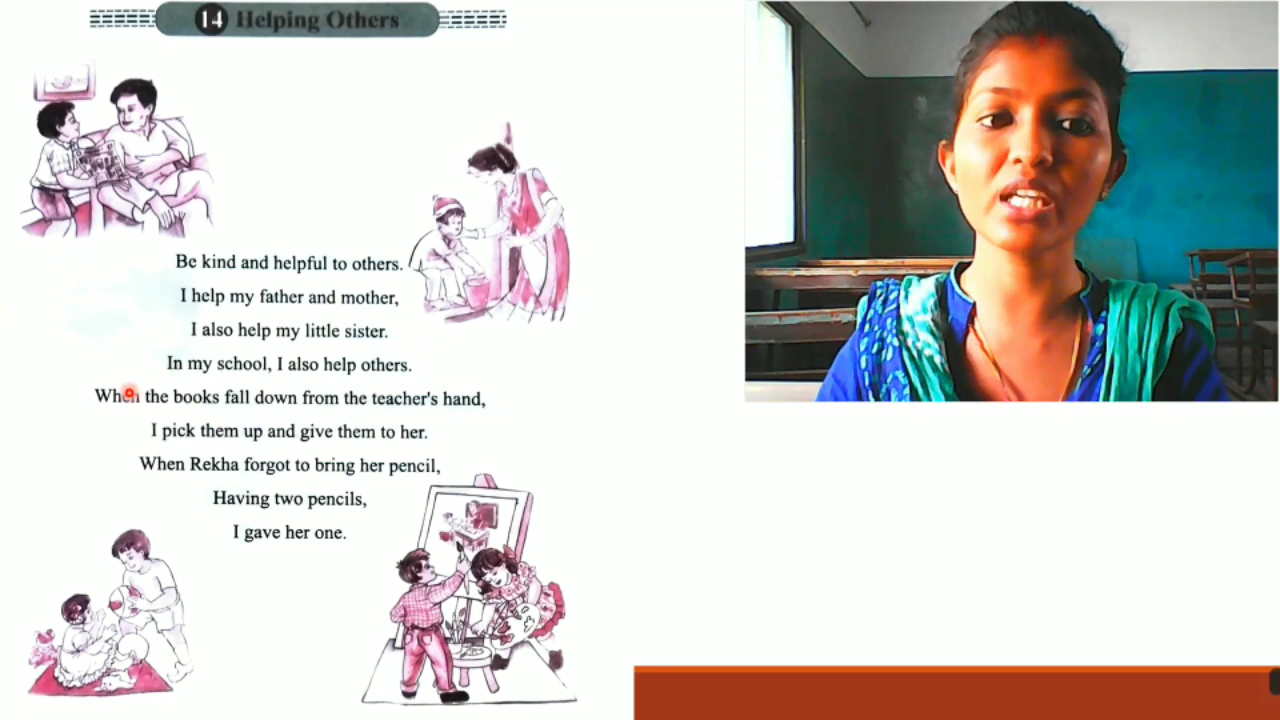 14 Helping Others
Be kind and helpful to others.
I help my father and mother,
I also help my little sister.
In my school, I also help others.
When the books fall down from the teacher's hand,
I pick them up and give them to her.
When Rekha forgot to bring her pencil,
Having two pencils,
I gave her one.